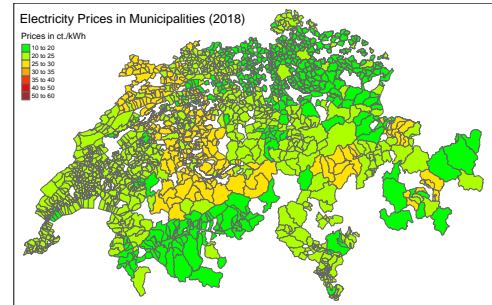 Electricity Prices in Municipalities (2018)
Prices in ct./kWh
10 to 20
20 to 25
25 to 30
30 to 35
35 to 40
40 to 50
50 to 60